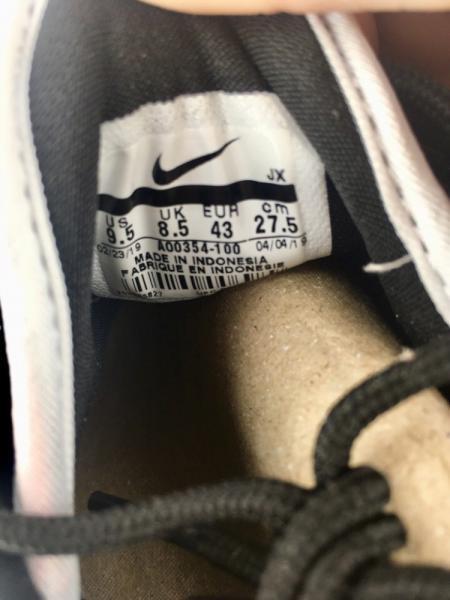 JX
US UK EUR cm
9.5 8.5 43 27.5
02/23/19 A00354-100 04/04/19
MADE IN INDONESIA
FABRIQUE EN INDONESIE